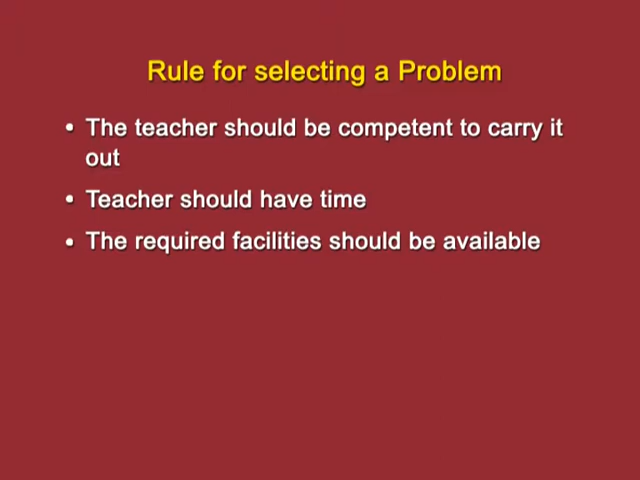 Rule for selecting a Problem
• The teacher should be competent to carry it
out
• Teacher should have time
• The required facilities should be available